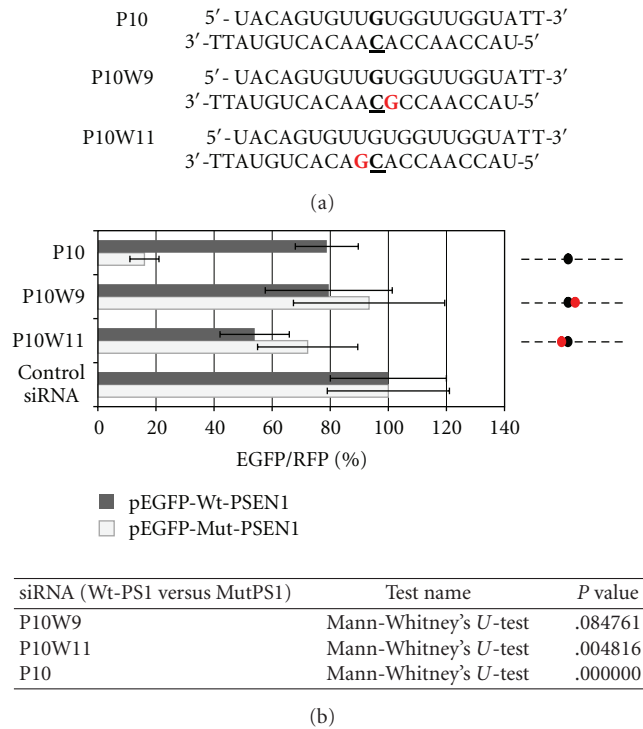 P10 5′- UACAGUGUUGUGGUUGGUATT-3′
3′-TTAUGUCACAACACCAACCAU-5′
P10W9 5′- UACAGUGUUGUGGUUGGUATT-3′
3′-TTAUGUCACAACGCCAACCAU-5′
P10W11 5′- UACAGUGUUGUGGUUGGUATT-3′
3′-TTAUGUCACAGCACCAACCAU-5′
(a)
P10
P10W9
P10W11
Control
siRNA
0 20 40 60 80 100 120 140
EGFP/RFP (%)
pEGFP-Wt-PSEN1
pEGFP-Mut-PSEN1
siRNA (Wt-PS1 versus MutPS1) Test name P value
P10W9 Mann-Whitney's U-test .084761
P10W11 Mann-Whitney's U-test .004816
P10 Mann-Whitney's U-test .000000
(b)